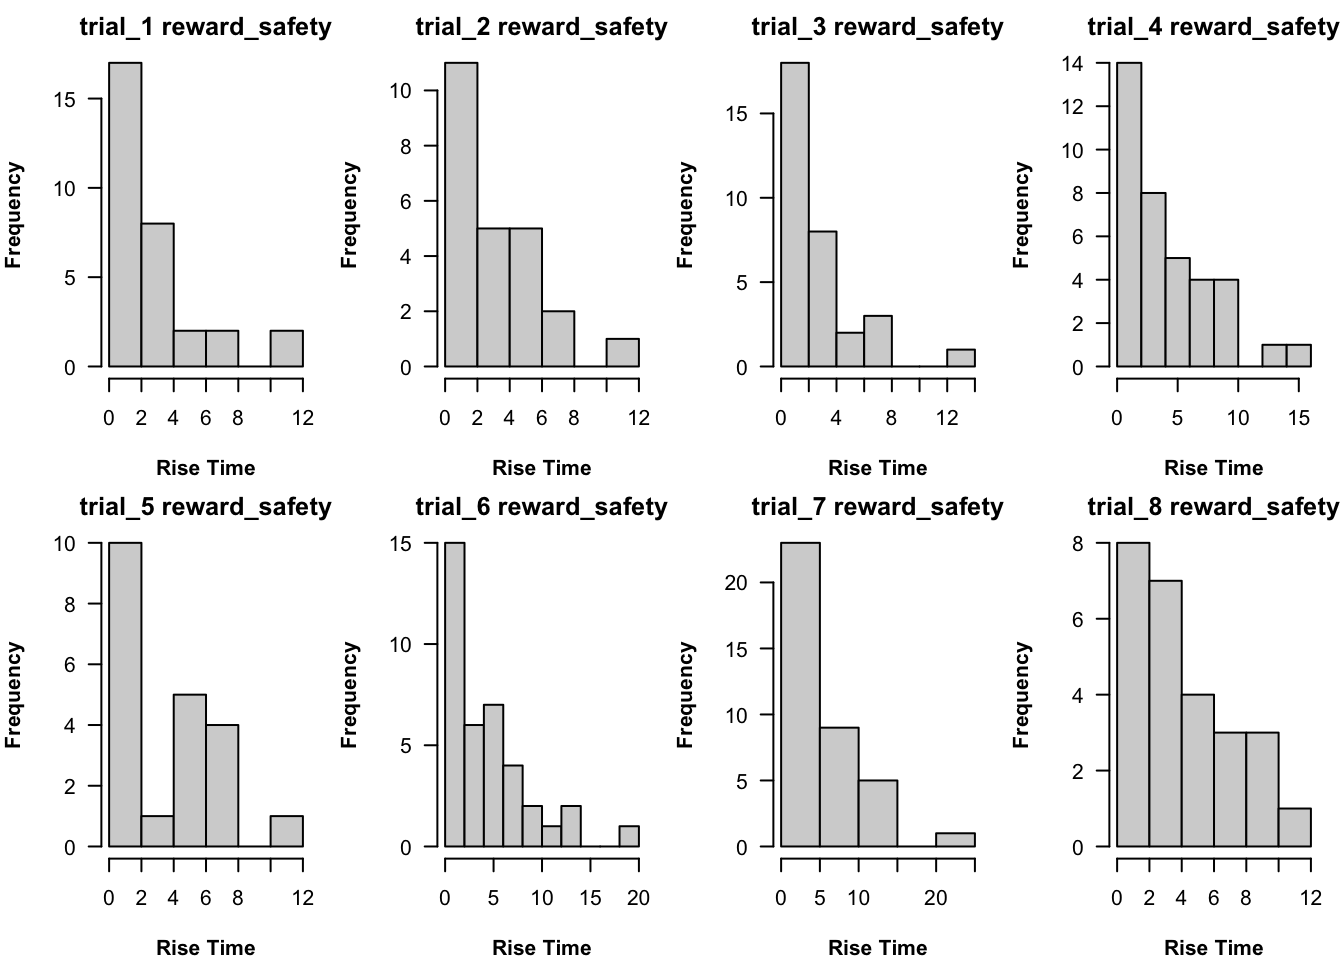 trial_1 reward_safety
Frequency
15
10
5
0
0 2 4 6 8 12
Rise Time
trial_2 reward_safety
Frequency
10
8
6
4
2
0
0 2 4 6 8 12
Rise Time
trial_3 reward_safety
Frequency
15
10
5
0
0 4 8 12
Rise Time
trial_4 reward_safety
Frequency
14
12
10
8
6
4
2
0
0 5 10 15
Rise Time
trial_5 reward_safety
Frequency
10
8
6
4
2
0
0 2 4 6 8 12
Rise Time
trial_6 reward_safety
Frequency
15
10
5
0
0 5 10 15 20
Rise Time
trial_7 reward_safety
Frequency
20
15
10
5
0
0 5 10 20
Rise Time
trial_8 reward_safety
Frequency
8
6
4
2
0
0 2 4 6 8 12
Rise Time